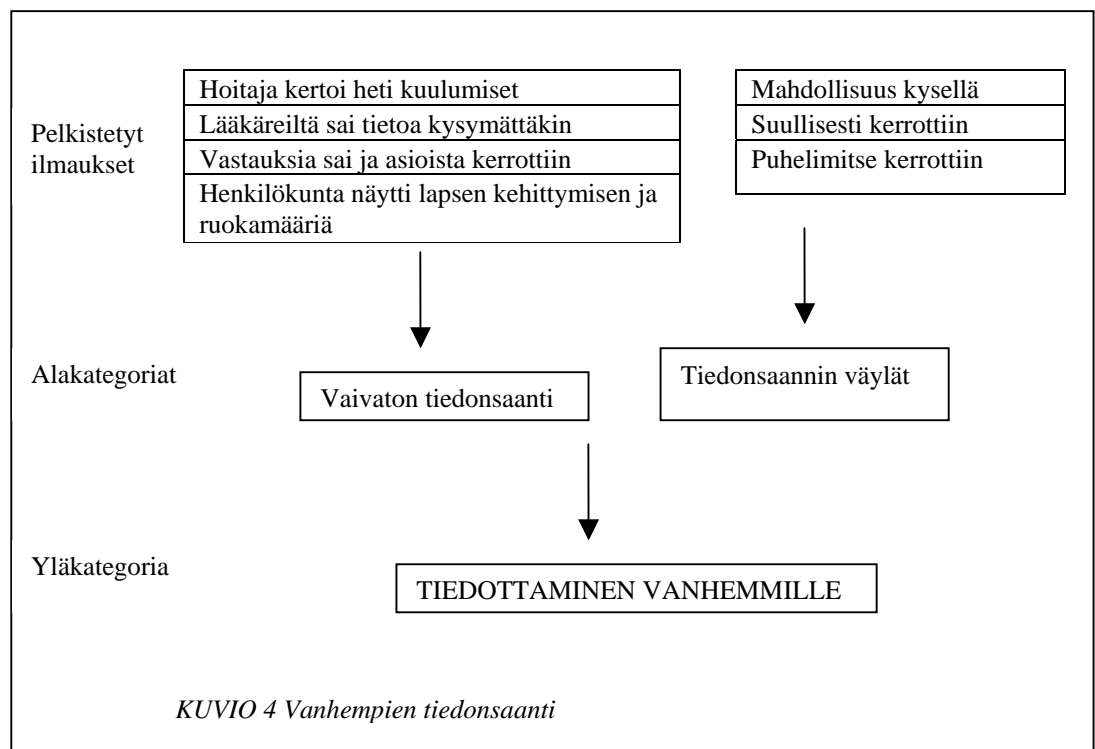 Pelkistetyt
ilmaukset
Hoitaja kertoi heti kuulumiset
Lääkäreiltä sai tietoa kysymättäkin
Vastauksia sai ja asioista kerrottiin
Henkilökunta näytti lapsen kehittymisen ja
ruokamääriä
Mahdollisuus kysellä
Suullisesti kerrottiin
Puhelimitse kerrottiin
Alakategoriat
Vaivaton tiedonsaanti
Tiedonsaannin väylät
Yläkategoria
TIEDOTTAMINEN VANHEMMILLE
KUVIO 4 Vanhempien tiedonsaanti